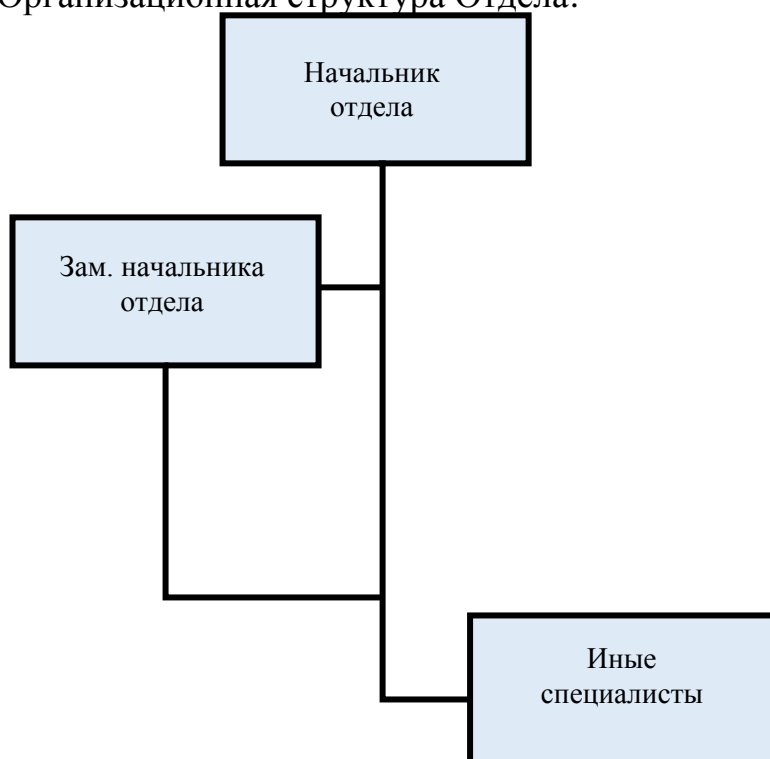 Организационная структура Отдела:
Начальник
отдела
Зам. начальника
отдела
Иные
специалисты